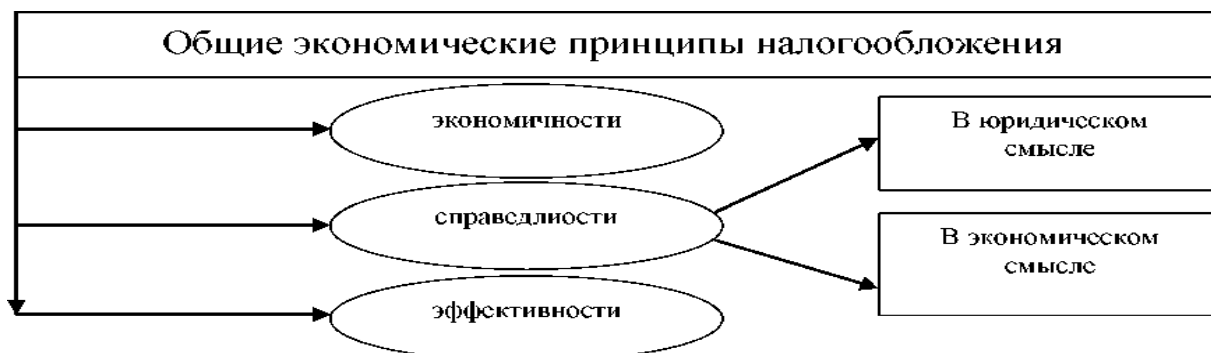 Общие экономические принципы налогообложения
экономичности
В юридическом
смысле
справедлиости
В экономическом
смысле
эффективности